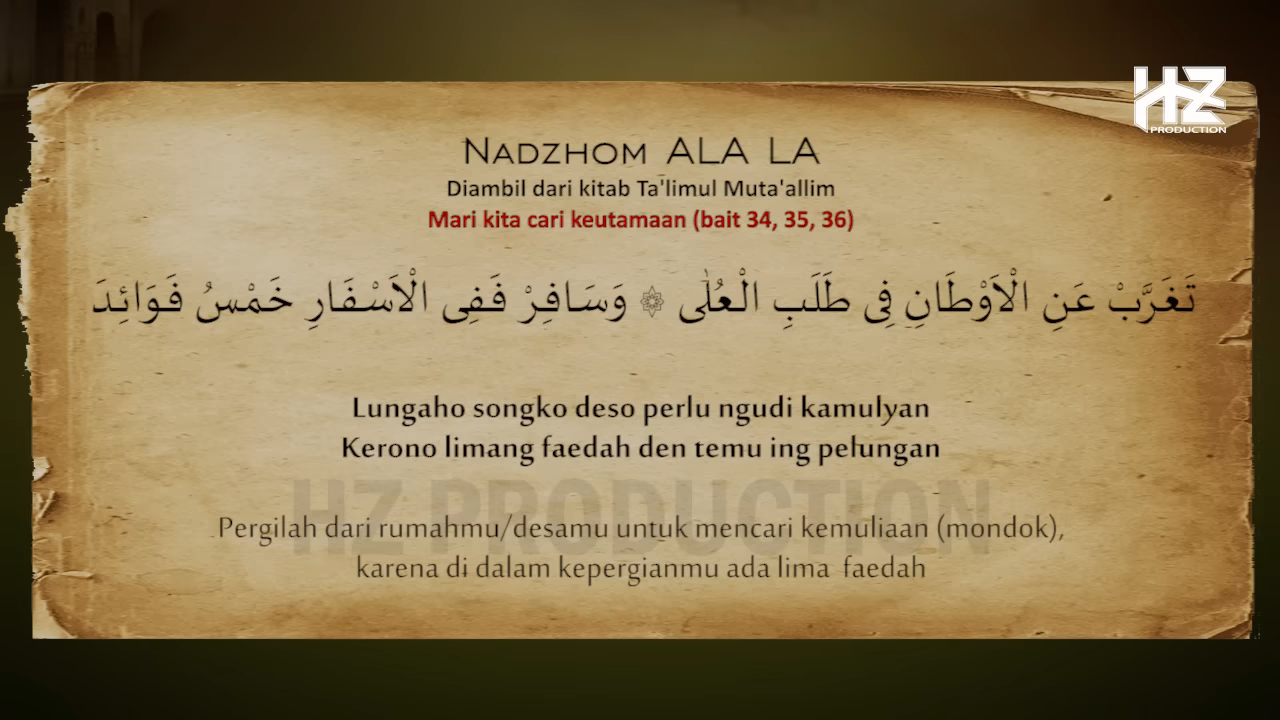 HZ
PRODUCTION
NADZHOM ALA LA
Diambil dari kitab Ta'limul Muta'allim
Mari kita cari keutamaan (bait 34, 35, 36)
تَغَرَّبْ عَنِ الْاَوْطَانِ فِى طَلَبِ الْعُلٰى ۞ وَسَافِرْ فَفِى الْاَسْفَارِ خَمْسُ فَوَائِدَ
Lungaho songko deso perlu ngudi kamulyan
Kerono limang faedah den temu ing pelungan
HZ PRODUCTION
Pergilah dari rumahmu/desamu untuk mencari kemuliaan (mondok),
karena di dalam kepergianmu ada lima faedah